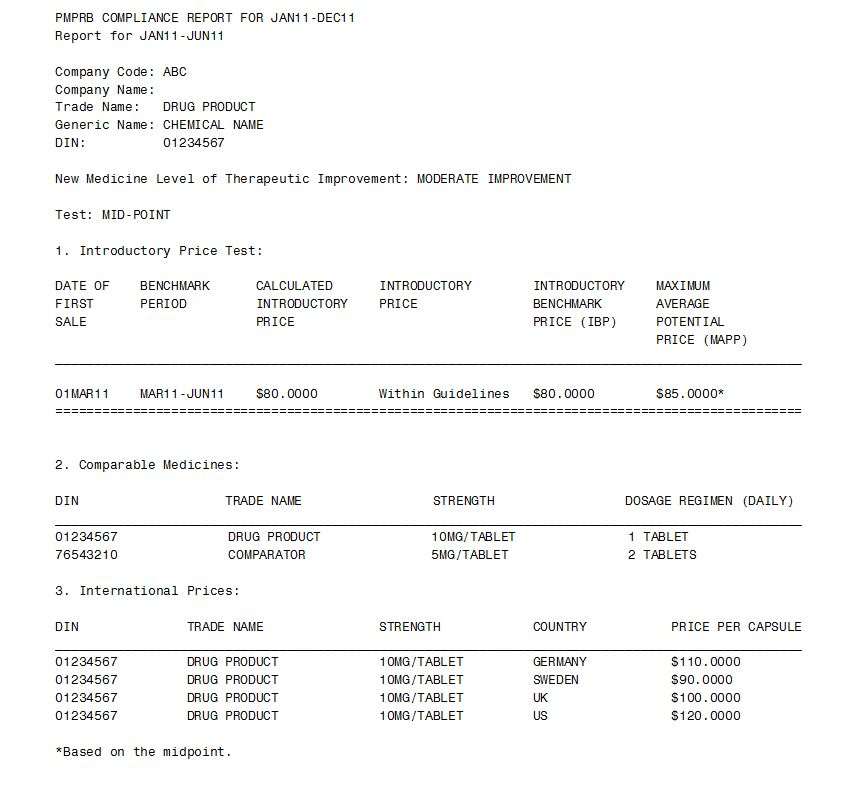 PMPRB COMPLIANCE REPORT FOR JAN11-DEC11
Report for JAN11-JUN11
Company Code: ABC
Company Name:
Trade Name: DRUG PRODUCT
Generic Name: CHEMICAL NAME
DIN: 01234567
New Medicine Level of Therapeutic Improvement: MODERATE IMPROVEMENT
Test: MID-POINT
1. Introductory Price Test:
DATE OF BENCHMARK CALCULATED INTRODUCTORY INTRODUCTORY MAXIMUM
FIRST PERIOD INTRODUCTORY PRICE BENCHMARK AVERAGE
SALE PRICE PRICE (IBP) POTENTIAL
PRICE (MAPP)
01MAR11 MAR11-JUN11 $80.0000 Within Guidelines $80.0000 $85.0000*
2. Comparable Medicines:
DIN TRADE NAME STRENGTH DOSAGE REGIMEN (DAILY)
01234567 DRUG PRODUCT 10MG/TABLET 1 TABLET
76543210 COMPARATOR 5MG/TABLET 2 TABLETS
3. International Prices:
DIN TRADE NAME STRENGTH COUNTRY PRICE PER CAPSULE
01234567 DRUG PRODUCT 10MG/TABLET GERMANY $110.0000
01234567 DRUG PRODUCT 10MG/TABLET SWEDEN $90.0000
01234567 DRUG PRODUCT 10MG/TABLET UK $100.0000
01234567 DRUG PRODUCT 10MG/TABLET US $120.0000
*Based on the midpoint.